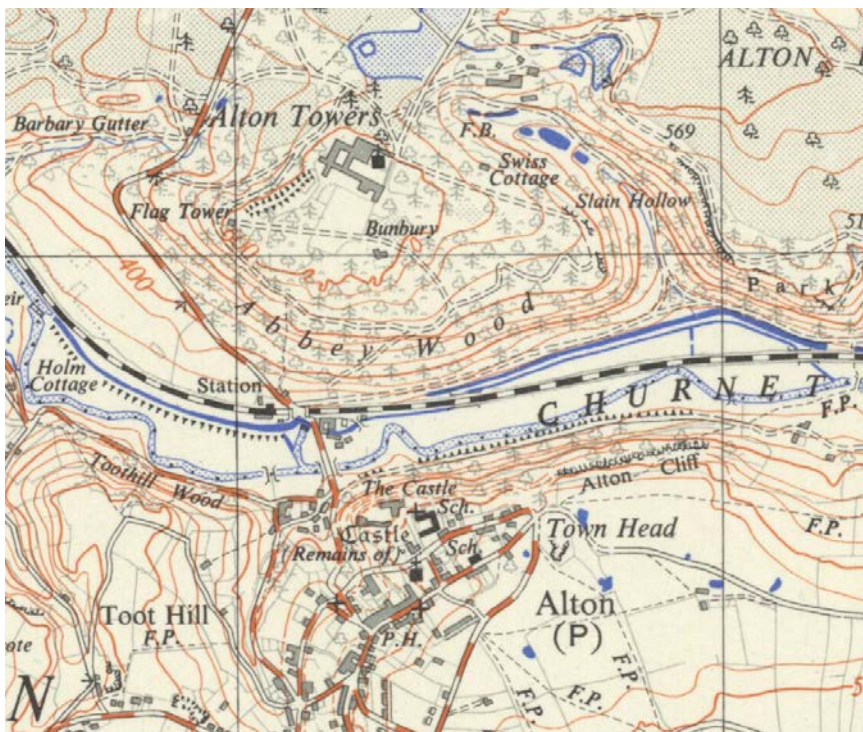 ALTON
Barbary Gutter
Alton Towers
F.B.
569
Swiss
Cottage
Flag Tower
Bunbury
Slain Hollow
400
Park
Abbey Wood
Holm
Cottage
Station
CHURNET
F.P.
Toothill Wood
Alton Cliff
The Castle
Sch.
Castle
(Remains of)
Town Head
F.P.
Sch.
Toot Hill
F.P.
Alton
(P)
P.H.
F.P.
F.P.
F.P.
N